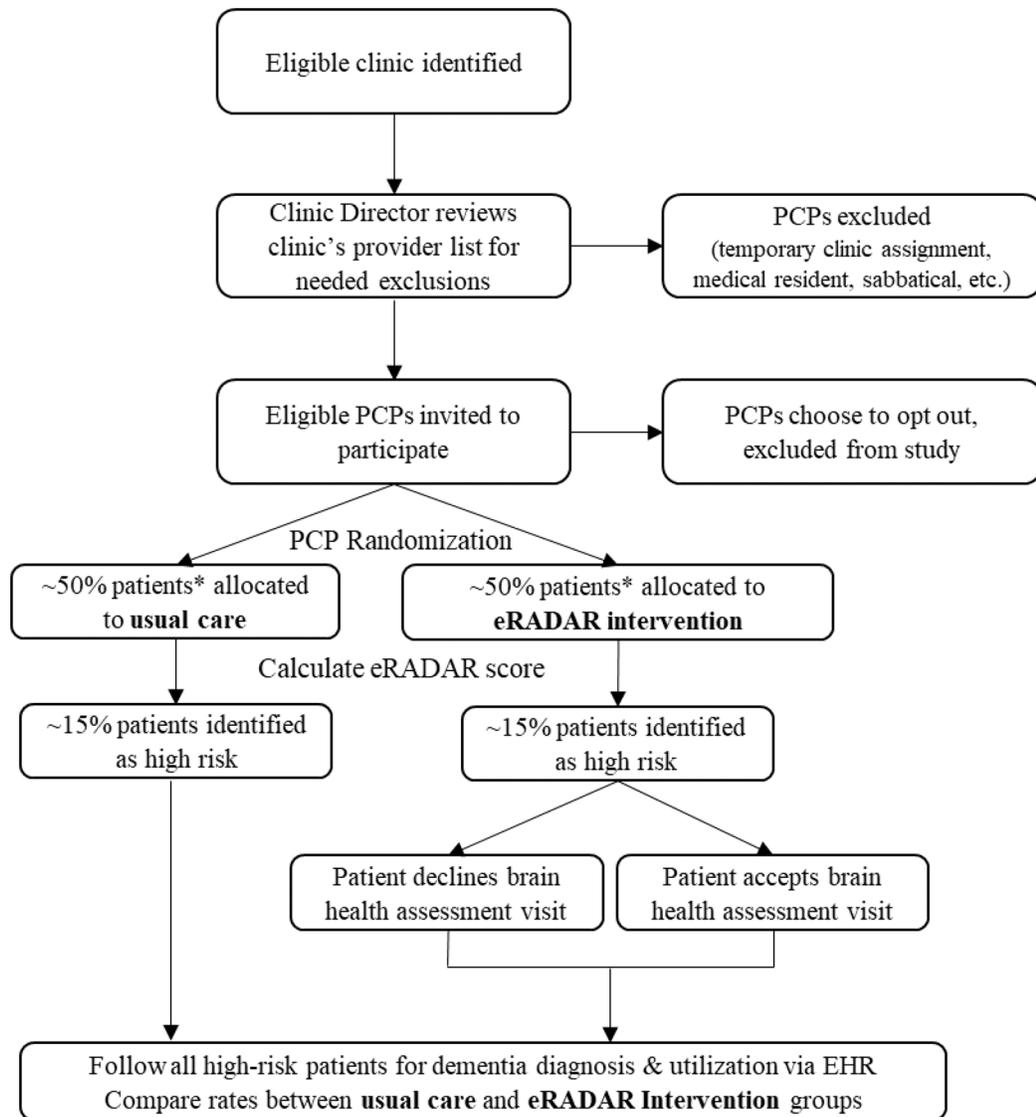 Eligible clinic identified
Clinic Director reviews
clinic’s provider list for
needed exclusions
PCPs excluded
(temporary clinic assignment,
medical resident, sabbatical, etc.)
Eligible PCPs invited to
participate
PCPs choose to opt out,
excluded from study
PCP Randomization
~50% patients* allocated
to usual care
~50% patients* allocated to
eRADAR intervention
Calculate eRADAR score
~15% patients identified
as high risk
~15% patients identified
as high risk
Patient declines brain
health assessment visit
Patient accepts brain
health assessment visit
Follow all high-risk patients for dementia diagnosis & utilization via EHR
Compare rates between usual care and eRADAR Intervention groups